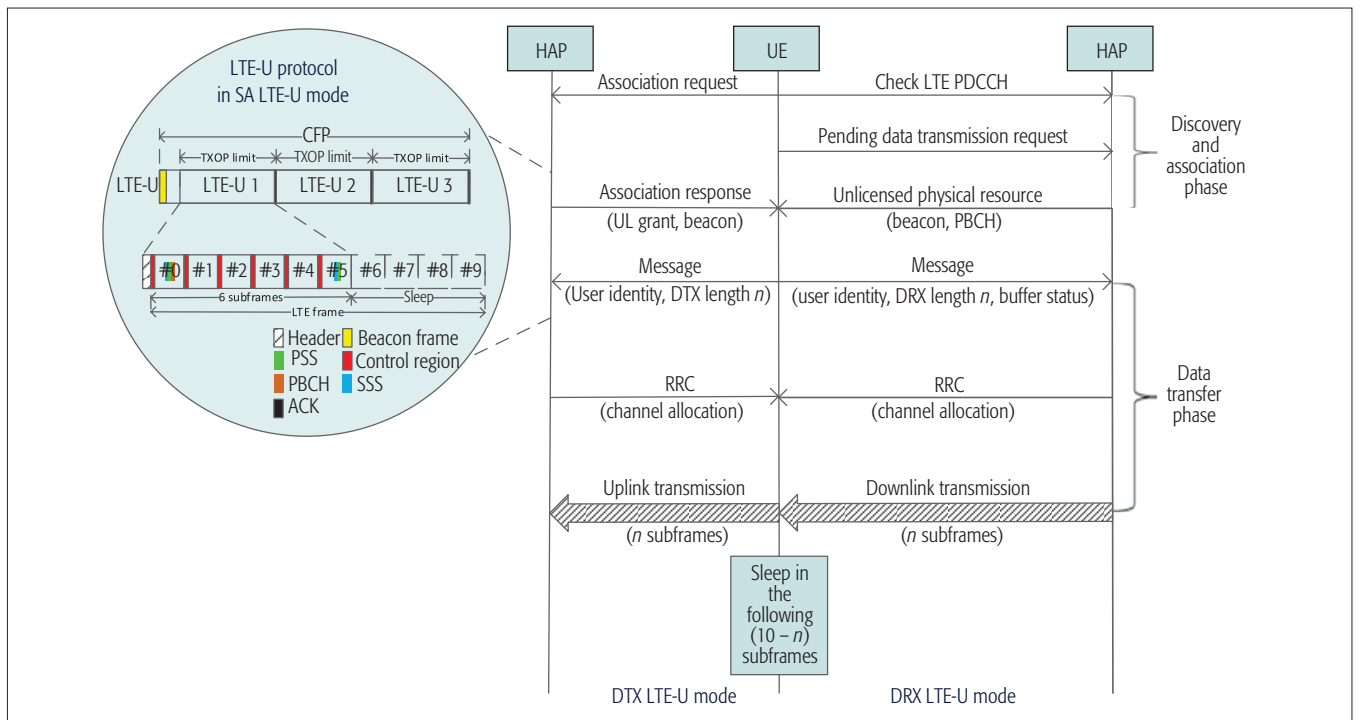 LTE-U protocol
in SA LTE-U mode
CFP
TXOP limit
TXOP limit
TXOP limit
LTE-U
LTE-U 1
LTE-U 2
LTE-U 3
#0
#1
#2
#3
#4
#5
#6
#7
#8
#9
6 subframes
Sleep
LTE frame
Header
Beacon frame
PSS
Control region
PBCH
SSS
ACK
HAP
UE
HAP
Association request
Check LTE PDCCH
Pending data transmission request
Association response
(UL grant, beacon)
Unlicensed physical resource
(beacon, PBCH)
Discovery
and
association
phase
Message
(User identity, DTX length n)
Message
(user identity, DRX length n, buffer status)
RRC
(channel allocation)
RRC
(channel allocation)
Data
transfer
phase
Uplink transmission
(n subframes)
Downlink transmission
(n subframes)
Sleep in
the
following
(10 – n)
subframes
DTX LTE-U mode
DRX LTE-U mode